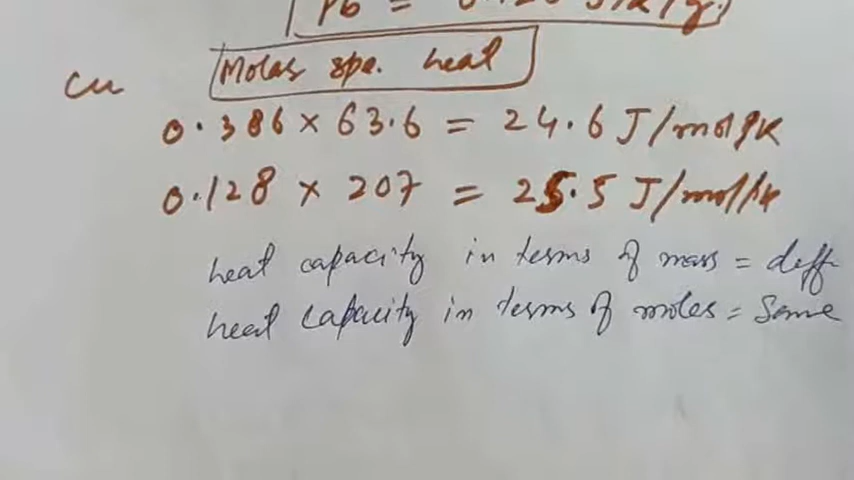 Pb =
Molar spe. heat
Cu
0.386 × 63.6 = 24.6 J/mol/K
0.128 × 207 = 25.5 J/mol/K
heat capacity in terms of mass = diff
heat capacity in terms of moles = Same